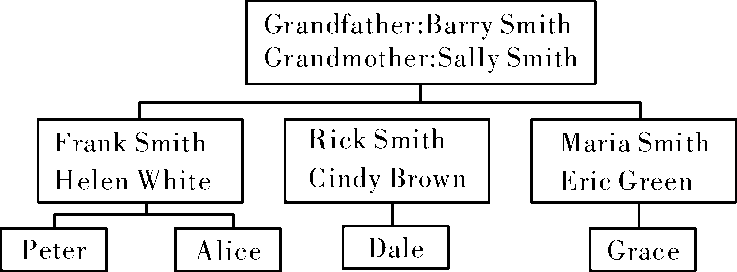 Grandfather:Barry Smith
Grandmother:Sally Smith
Frank Smith
Helen White
Rick Smith
Cindy Brown
Maria Smith
Eric Green
Peter
Alice
Dale
Grace